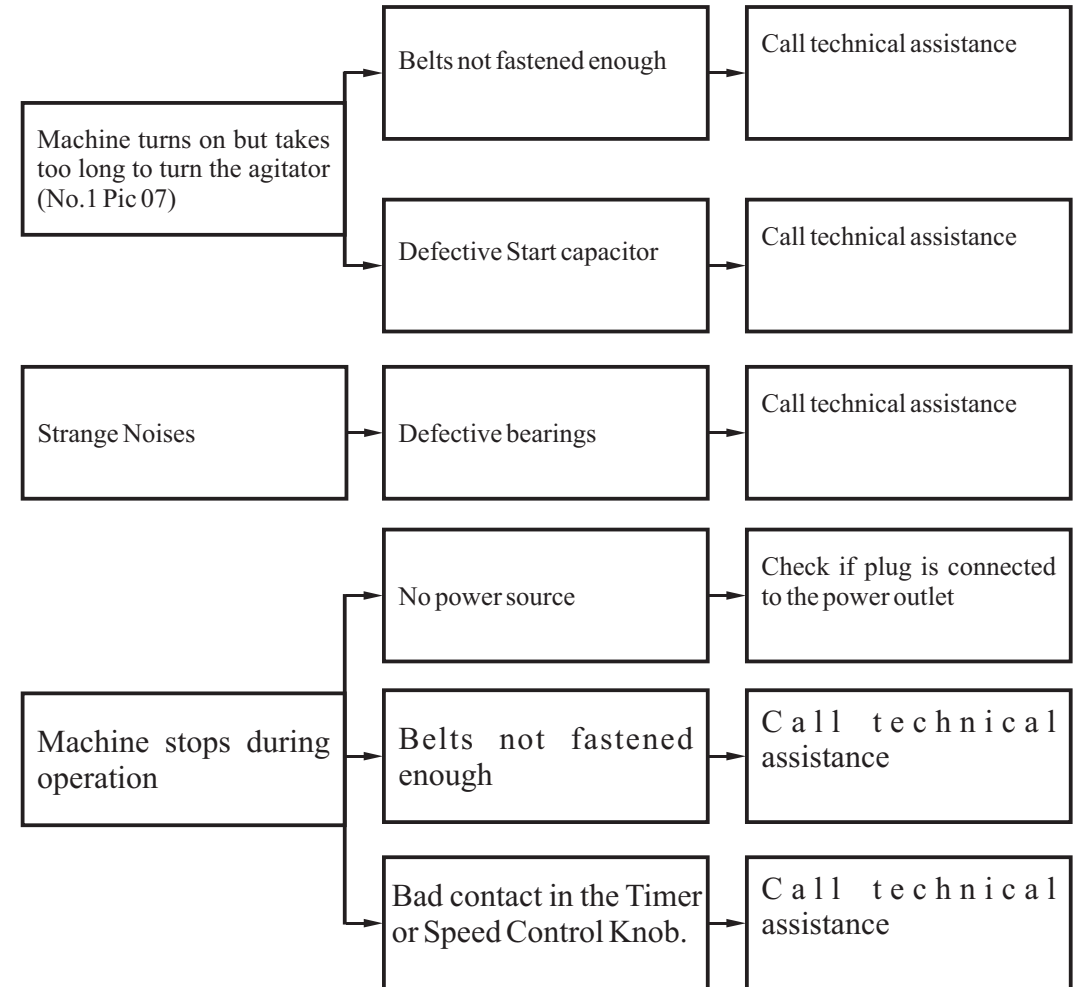 Machine turns on but takes
too long to turn the agitator
(No.1 Pic 07)
Belts not fastened enough
Call technical assistance
Defective Start capacitor
Call technical assistance
Strange Noises
Defective bearings
Call technical assistance
Machine stops during
operation
No power source
Check if plug is connected
to the power outlet
Belts not fastened
enough
Call technical
assistance
Bad contact in the Timer
or Speed Control Knob.
Call technical
assistance